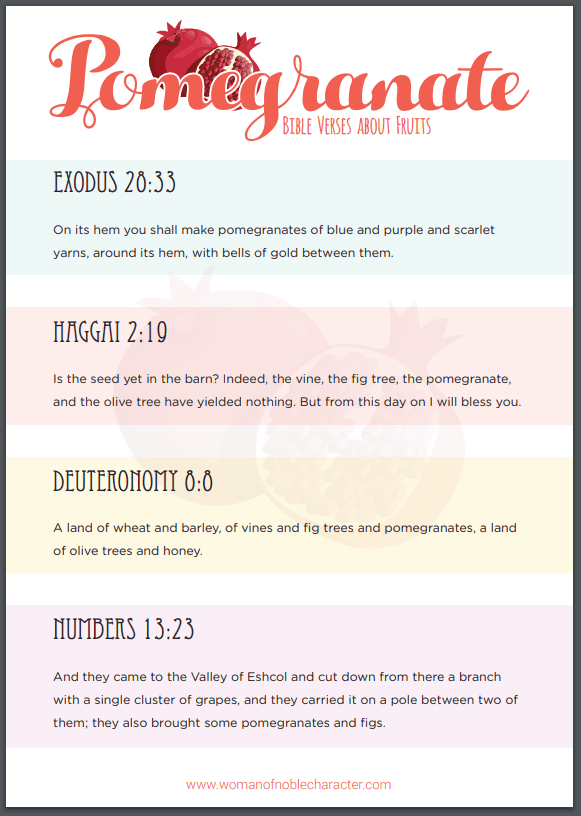 Pomegranate
Bible Verses about Fruits
EXODUS 28:33
On its hem you shall make pomegranates of blue and purple and scarlet
yarns, around its hem, with bells of gold between them.
HAGGAI 2:19
Is the seed yet in the barn? Indeed, the vine, the fig tree, the pomegranate,
and the olive tree have yielded nothing. But from this day on I will bless you.
DEUTERONOMY 8:8
A land of wheat and barley, of vines and fig trees and pomegranates, a land
of olive trees and honey.
NUMBERS 13:23
And they came to the Valley of Eshcol and cut down from there a branch
with a single cluster of grapes, and they carried it on a pole between two of
them; they also brought some pomegranates and figs.
www.womanofnoblecharacter.com